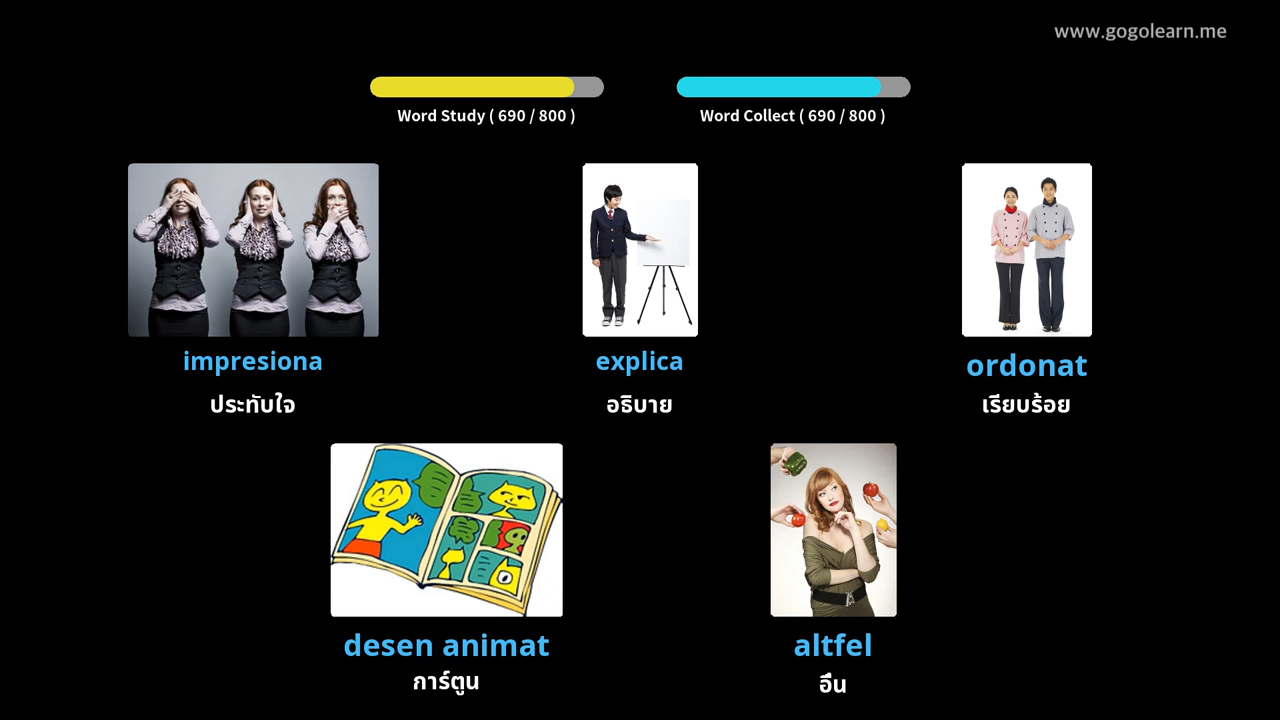 www.gogolearn.me
Word Study ( 690 / 800 )
Word Collect ( 690 / 800 )
impresiona
explica
ordonat
ประทับใจ
อธิบาย
เรียบร้อย
desen animat
altfel
การ์ตูน
อื่น